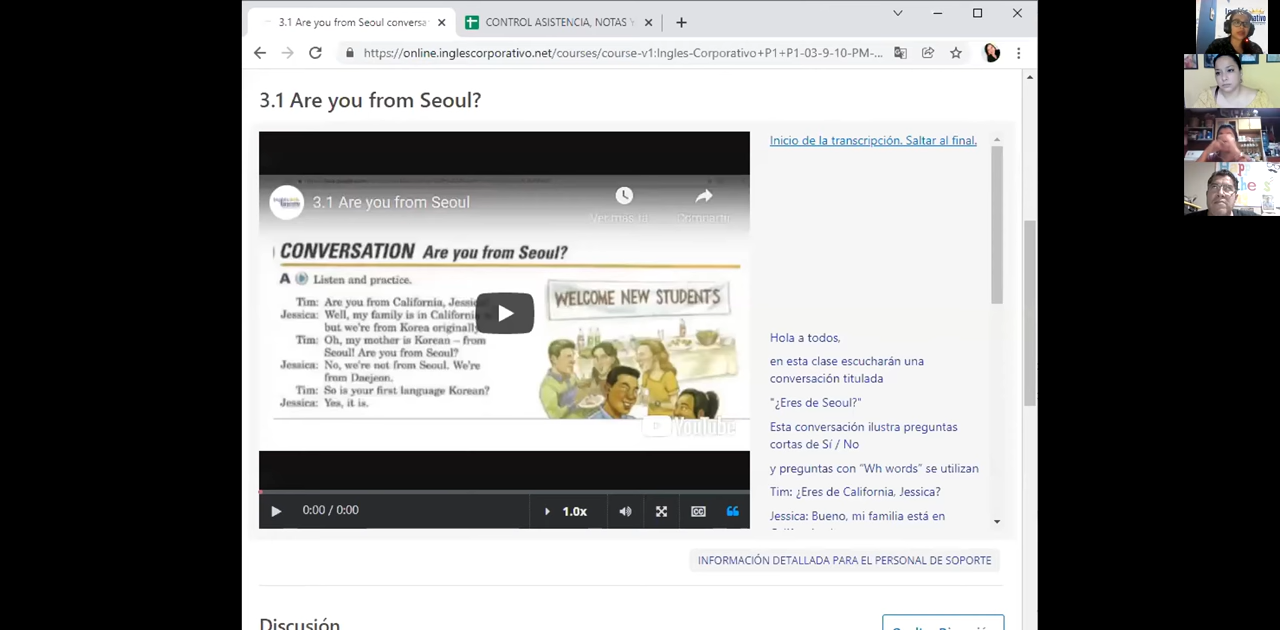 3.1 Are you from Seoul conversa
CONTROL ASISTENCIA, NOTAS Y
https://online.inglescorporativo.net/courses/course-v1:Ingles-Corporativo+P1+P1-03-9-10-PM-...
3.1 Are you from Seoul?
3.1 Are you from Seoul
Ver más ta
Compartir
CONVERSATION Are you from Seoul?
A Listen and practice.
Tim: Are you from California, Jessic
Jessica: Well, my family is in California
but we're from Korea originally
Tim: Oh, my mother is Korean – from
Seoul! Are you from Seoul?
Jessica: No, we're not from Seoul. We're
from Daejeon.
Tim: So is your first language Korean?
Jessica: Yes, it is.
WELCOME NEW STUDENTS
YouTube
0:00 / 0:00
1.0x
Inicio de la transcripción. Saltar al final.
Hola a todos,
en esta clase escucharán una
conversación titulada
"¿Eres de Seoul?"
Esta conversación ilustra preguntas
cortas de Sí / No
y preguntas con “Wh words” se utilizan
Tim: ¿Eres de California, Jessica?
Jessica: Bueno, mi familia está en
INFORMACIÓN DETALLADA PARA EL PERSONAL DE SOPORTE
Discusión